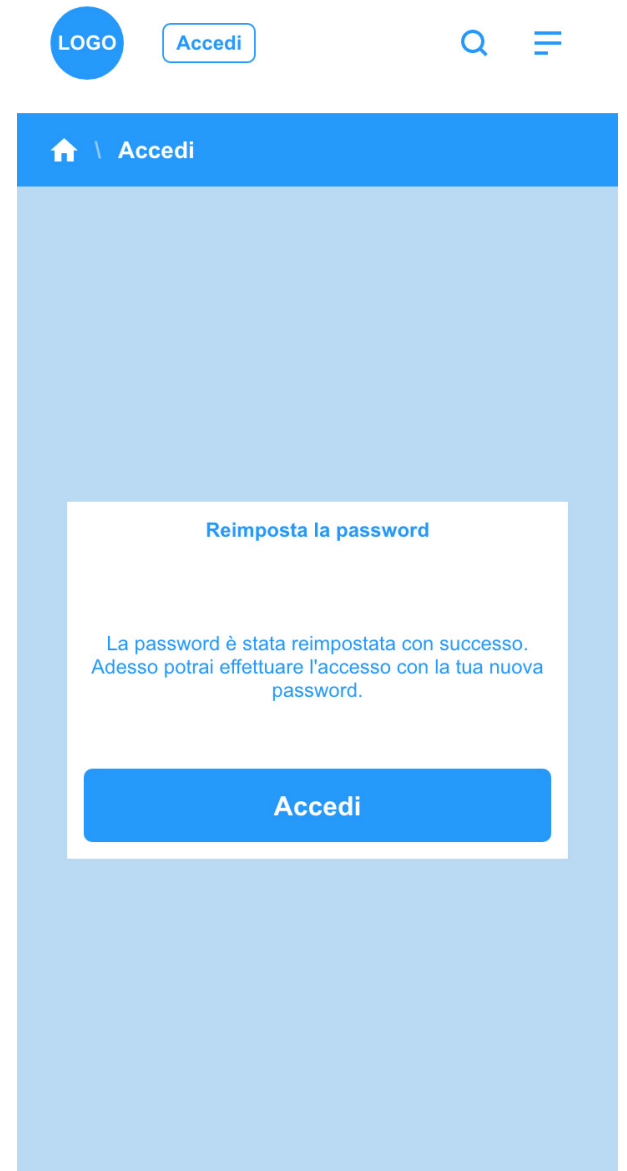 LOGO
Accedi
\ Accedi
Reimposta la password
La password è stata reimpostata con successo.
Adesso potrai effettuare l'accesso con la tua nuova
password.
Accedi